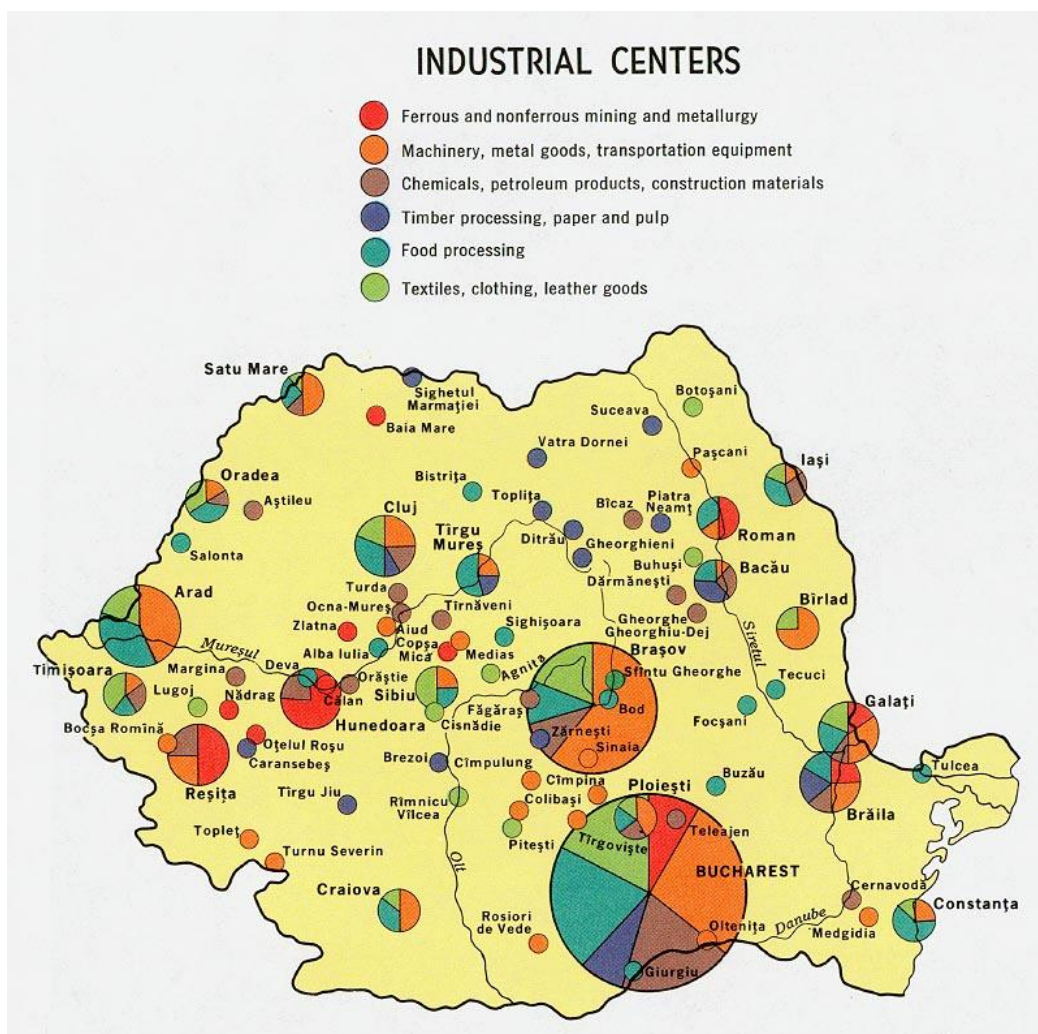 INDUSTRIAL CENTERS
Ferrous and nonferrous mining and metallurgy
Machinery, metal goods, transportation equipment
Chemicals, petroleum products, construction materials
Timber processing, paper and pulp
Food processing
Textiles, clothing, leather goods
Satu Mare
Sighetul
Marmației
Baia Mare
Botoșani
Suceava
Vatra Dornei
Pașcani
Iași
Oradea
Aștileu
Bistrița
Toplița
Bîcaz
Piatra
Neamț
Cluj
Tîrgu
Mureș
Ditrău
Gheorghieni
Roman
Salonta
Buhuși
Bacău
Dărmănești
Arad
Turda
Ocna-Mureș
Tîrnăveni
Gheorghe
Gheorghiu-Dej
Bîrlad
Zlatna
Aiud
Sighișoara
Siretul
Mureșul
Alba Iulia
Copșa
Mică
Medias
Brașov
Timișoara
Margina
Deva
Orăștie
Agnita
Sfîntu Gheorghe
Tecuci
Lugoj
Nădrag
Călan
Sibiu
Făgăraș
Bod
Galați
Hunedoara
Cisnădie
Focșani
Bocșa Romînă
Oțelul Roșu
Zărnești
Caransebeș
Brezoi
Cîmpulung
Sinaia
Tulcea
Reșița
Tîrgu Jiu
Cîmpina
Ploiești
Buzău
Rîmnicu
Vîlcea
Colibași
Brăila
Topleț
Pitești
Tîrgoviște
Teleajen
Turnu Severin
Olt
BUCHAREST
Craiova
Cernavodă
Constanța
Rosiori
de Vede
Oltenița
Danube
Medgidia
Giurgiu